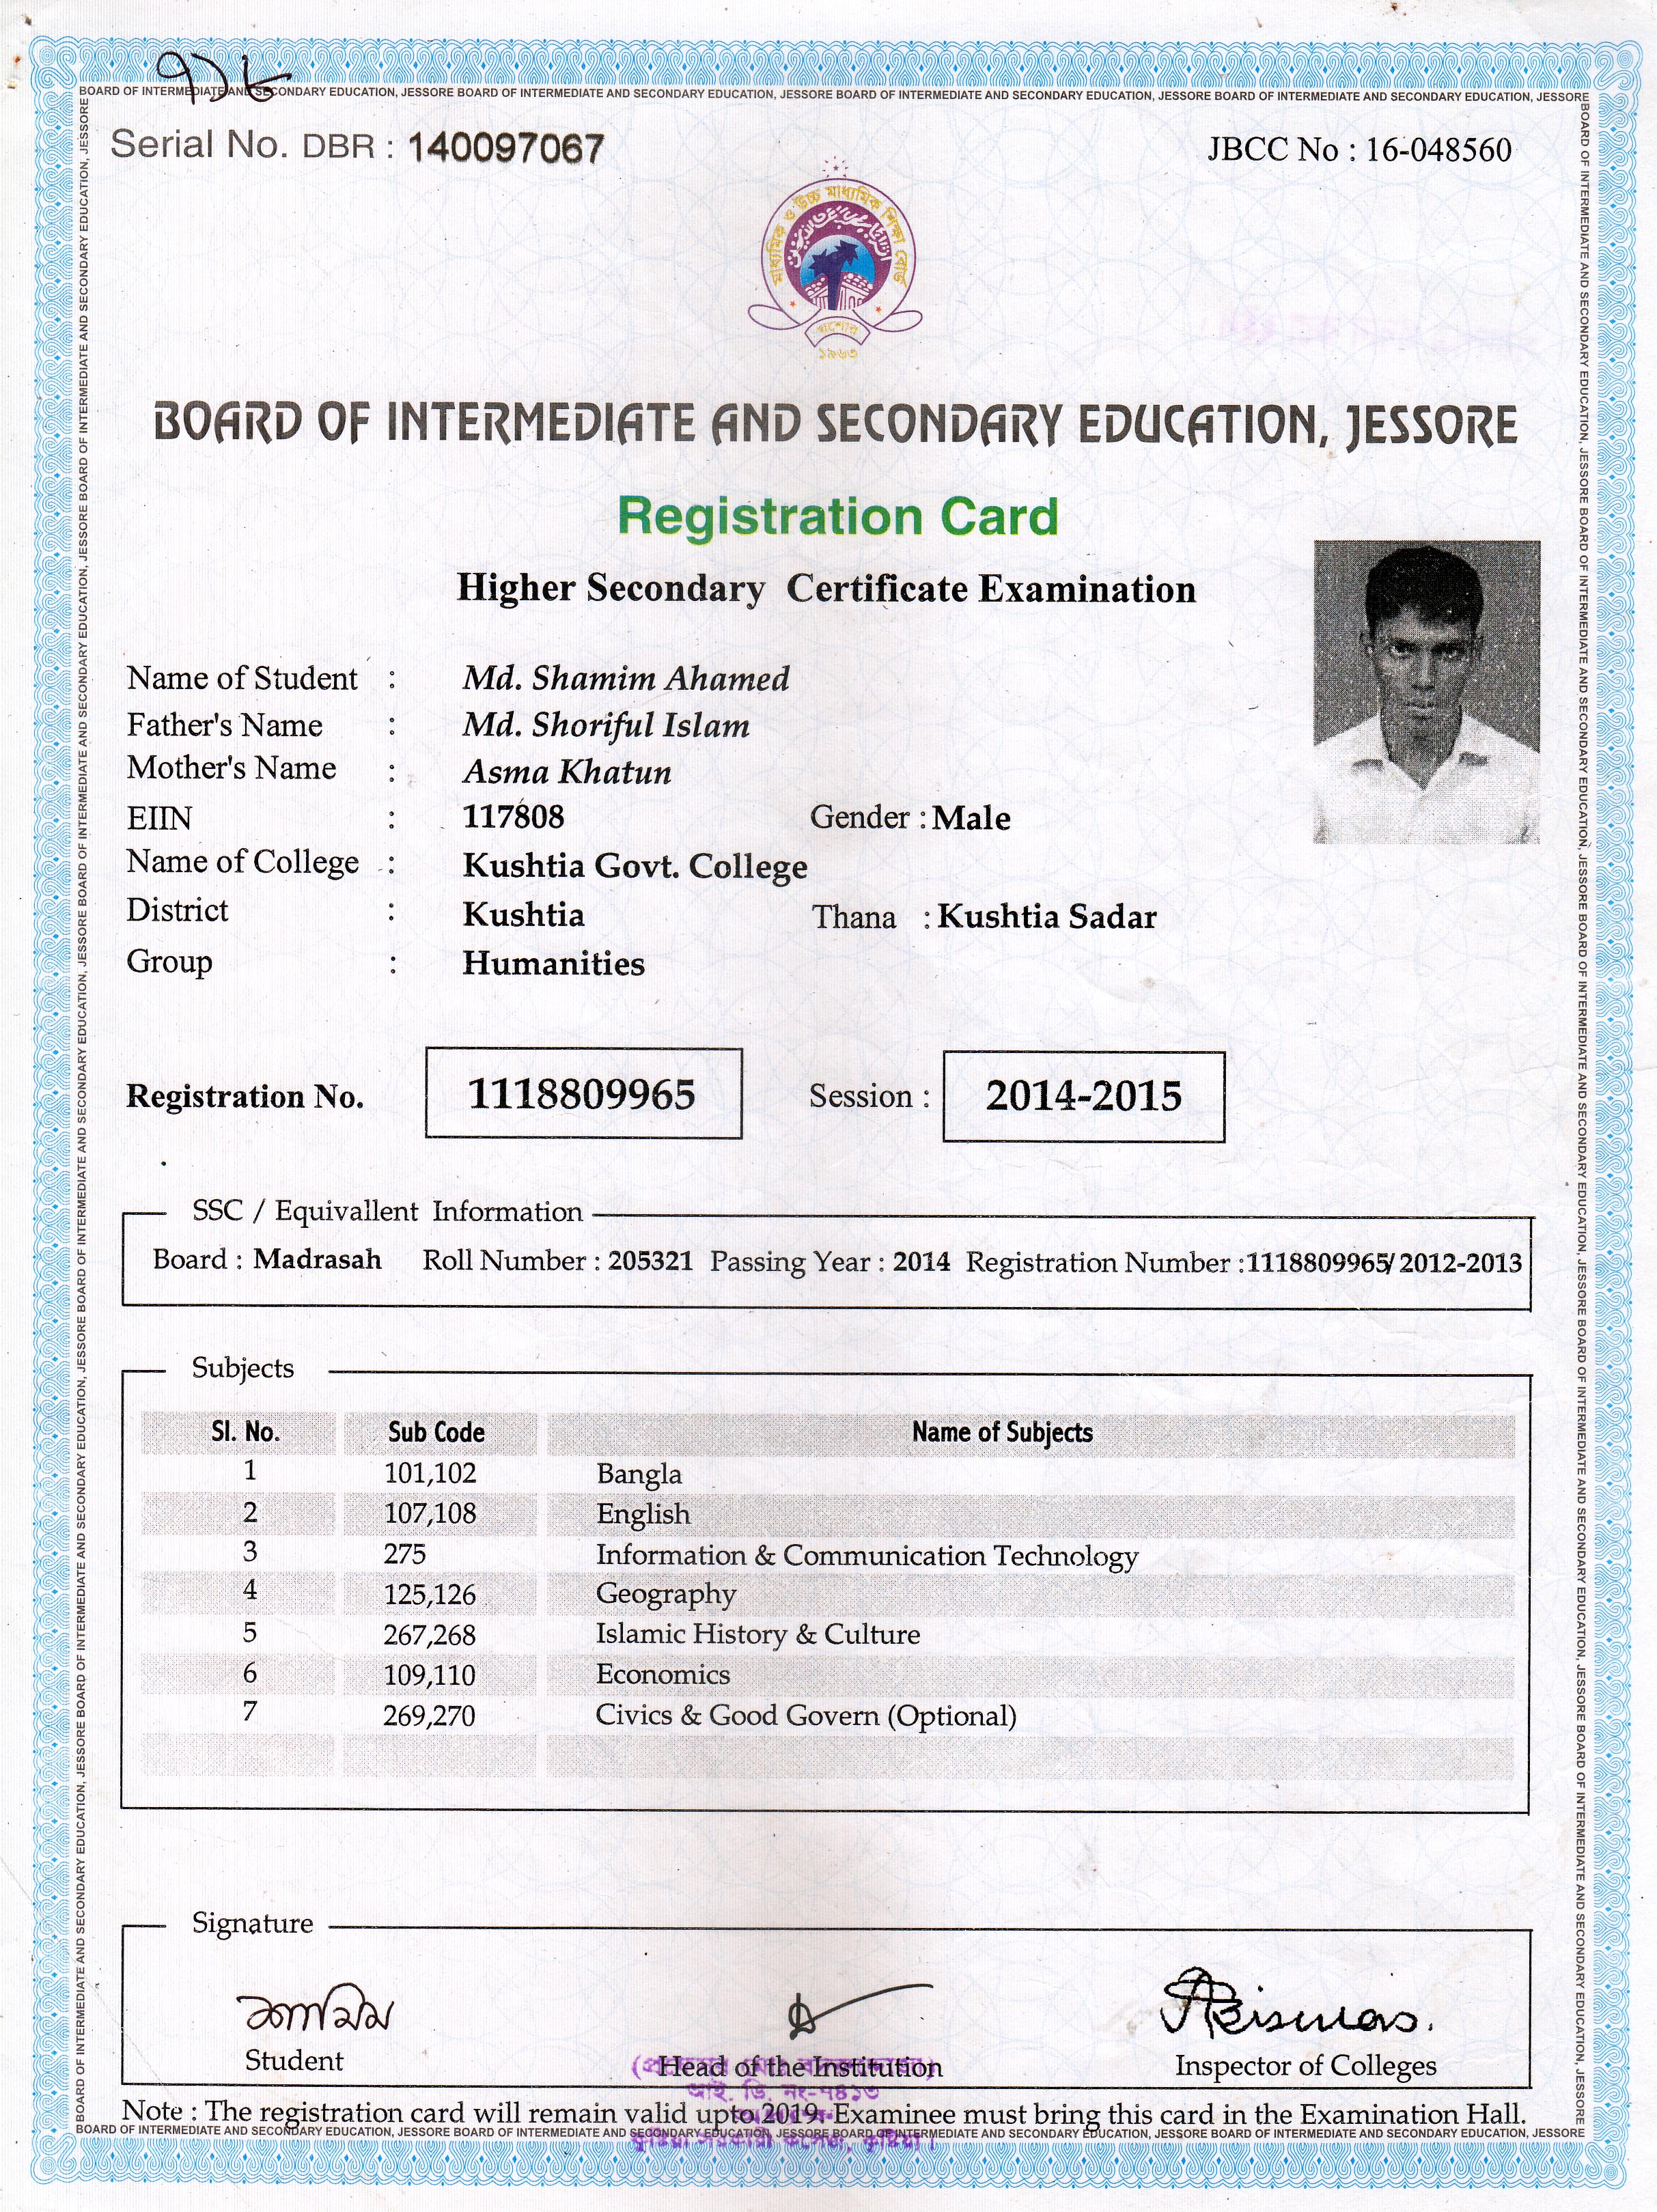 ৭১৮
BOARD OF INTERMEDIATE AND SECONDARY EDUCATION, JESSORE BOARD OF INTERMEDIATE AND SECONDARY EDUCATION, JESSORE BOARD OF INTERMEDIATE AND SECONDARY EDUCATION, JESSORE BOARD OF INTERMEDIATE AND SECONDARY EDUCATION, JESSORE
Serial No. DBR : 140097067 JBCC No : 16-048560
মাধ্যমিক ও উচ্চ মাধ্যমিক শিক্ষা বোর্ড
যশোর
১৯৬৩
BOARD OF INTERMEDIATE AND SECONDARY EDUCATION, JESSORE
Registration Card
Higher Secondary Certificate Examination
Name of Student : Md. Shamim Ahamed
Father's Name : Md. Shoriful Islam
Mother's Name : Asma Khatun
EIIN : 117808 Gender : Male
Name of College : Kushtia Govt. College
District : Kushtia Thana : Kushtia Sadar
Group : Humanities
Registration No. 1118809965 Session : 2014-2015
SSC / Equivallent Information
Board : Madrasah Roll Number : 205321 Passing Year : 2014 Registration Number :1118809965/ 2012-2013
Subjects
Sl. No. Sub Code Name of Subjects
1 101,102 Bangla
2 107,108 English
3 275 Information & Communication Technology
4 125,126 Geography
5 267,268 Islamic History & Culture
6 109,110 Economics
7 269,270 Civics & Good Govern (Optional)
Signature
শামিম
Student Head of the Institution Inspector of Colleges
আই. ডি. নং-৭৪১৩
Note : The registration card will remain valid upto 2019. Examinee must bring this card in the Examination Hall.
BOARD OF INTERMEDIATE AND SECONDARY EDUCATION, JESSORE BOARD OF INTERMEDIATE AND SECONDARY EDUCATION, JESSORE BOARD OF INTERMEDIATE AND SECONDARY EDUCATION, JESSORE BOARD OF INTERMEDIATE AND SECONDARY EDUCATION, JESSORE
কুষ্টিয়া সরকারী কলেজ, কুষ্টিয়া।